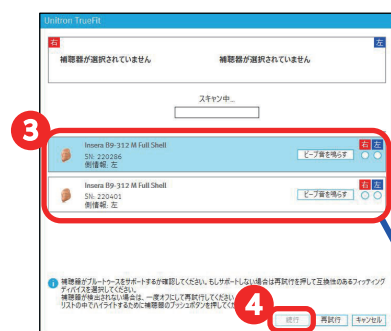 Unitron TrueFit
右 左
補聴器が選択されていません 補聴器が選択されていません
スキャン中...
3
Insera B9-312 M Full Shell 右 左
SN: 220286 ビープ音を鳴らす
側情報: 左
Insera B9-312 M Full Shell 右 左
SN: 220401 ビープ音を鳴らす
側情報: 左
補聴器がブルートゥースをサポートするか確認してください。もしサポートしない場合は再試行を押して互換性のあるフィッティング
デバイスを選択してください。
補聴器が検出されない場合は、一度オフにして再試行してください。
リストの中でハイライトするために補聴器のプッシュボタンを押してく
4
続行 再試行 キャンセル